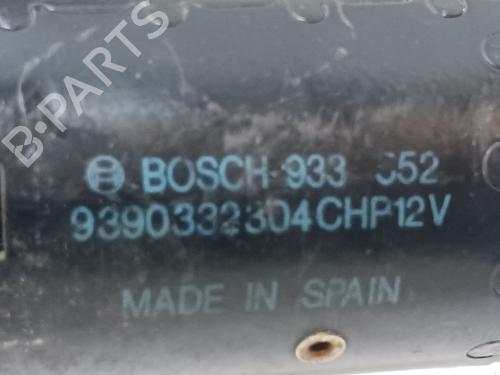 B-PARTS
BOSCH 933
9390332304CHP12V
MADE IN SPAIN